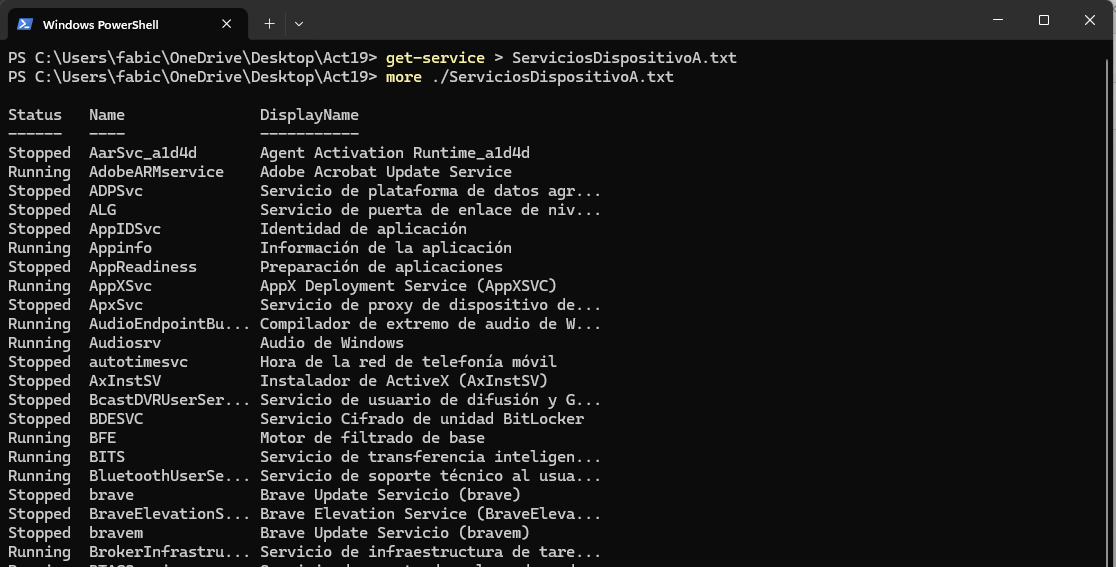 Windows PowerShell
PS C:\Users\fabic\OneDrive\Desktop\Act19> get-service > ServiciosDispositivoA.txt
PS C:\Users\fabic\OneDrive\Desktop\Act19> more ./ServiciosDispositivoA.txt
Status   Name               DisplayName
------   ----               -----------
Stopped  AarSvc_a1d4d       Agent Activation Runtime_a1d4d
Running  AdobeARMservice    Adobe Acrobat Update Service
Stopped  ADPSvc             Servicio de plataforma de datos agr...
Stopped  ALG                Servicio de puerta de enlace de niv...
Stopped  AppIDSvc           Identidad de aplicación
Running  Appinfo            Información de la aplicación
Stopped  AppReadiness       Preparación de aplicaciones
Running  AppXSvc            AppX Deployment Service (AppXSVC)
Stopped  ApxSvc             Servicio de proxy de dispositivo de...
Running  AudioEndpointBu... Compilador de extremo de audio de W...
Running  Audiosrv           Audio de Windows
Stopped  autotimesvc        Hora de la red de telefonía móvil
Stopped  AxInstSV           Instalador de ActiveX (AxInstSV)
Stopped  BcastDVRUserSer... Servicio de usuario de difusión y G...
Stopped  BDESVC             Servicio Cifrado de unidad BitLocker
Running  BFE                Motor de filtrado de base
Running  BITS               Servicio de transferencia inteligen...
Running  BluetoothUserSe... Servicio de soporte técnico al usua...
Stopped  brave              Brave Update Servicio (brave)
Stopped  BraveElevationS... Brave Elevation Service (BraveEleva...
Stopped  bravem             Brave Update Servicio (bravem)
Running  BrokerInfrastru... Servicio de infraestructura de tare...